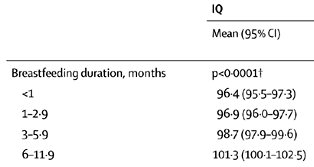 IQ
Mean (95% CI)
Breastfeeding duration, months p<0·0001†
<1 96·4 (95·5–97·3)
1–2·9 96·9 (96·0–97·7)
3–5·9 98·7 (97·9–99·6)
6–11·9 101·3 (100·1–102·5)